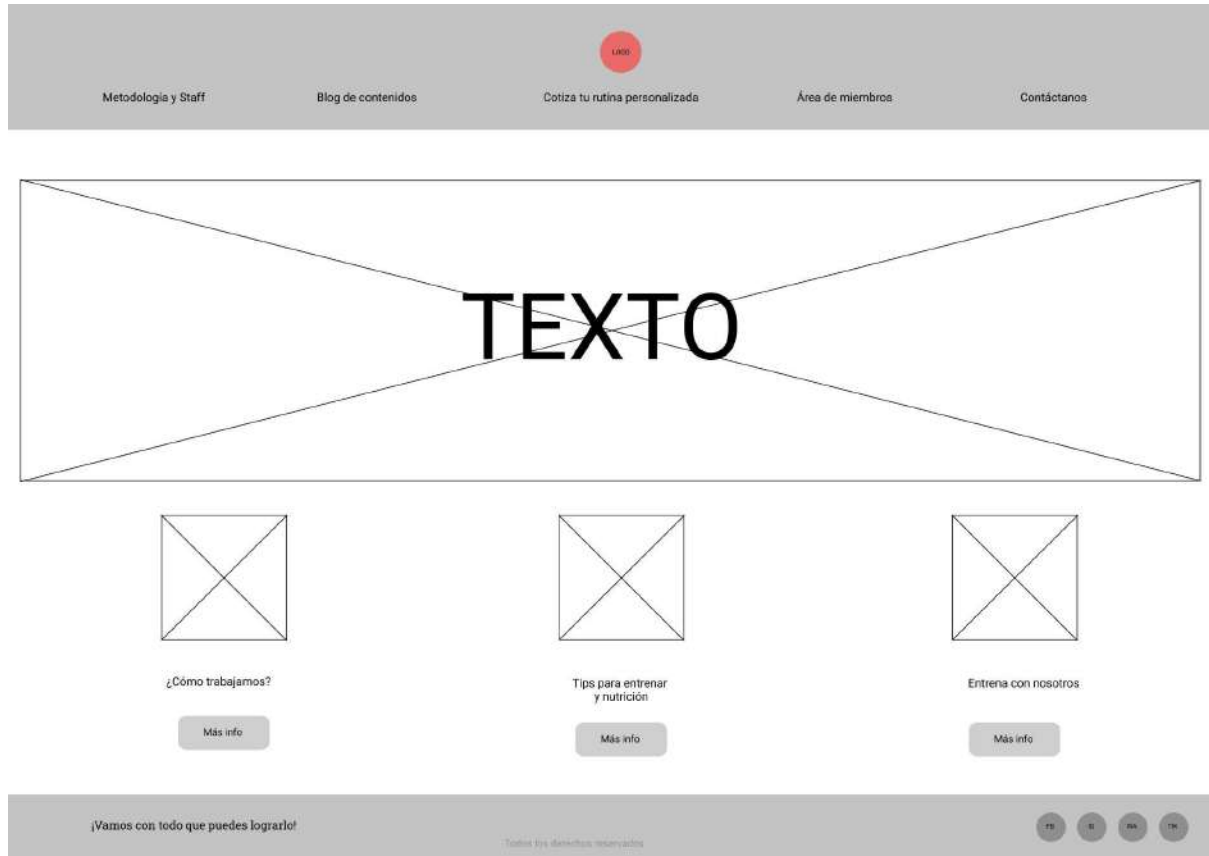 LOGO
Metodologia y Staff
Blog de contenidos
Cotiza tu rutina personalizada
Área de miembros
Contáctanos
TEXTO
¿Cómo trabajamos?
Más info
Tips para entrenar
y nutrición
Más info
Entrena con nosotros
Más info
¡Vamos con todo que puedes lograrlo!
Todos los derechos reservados